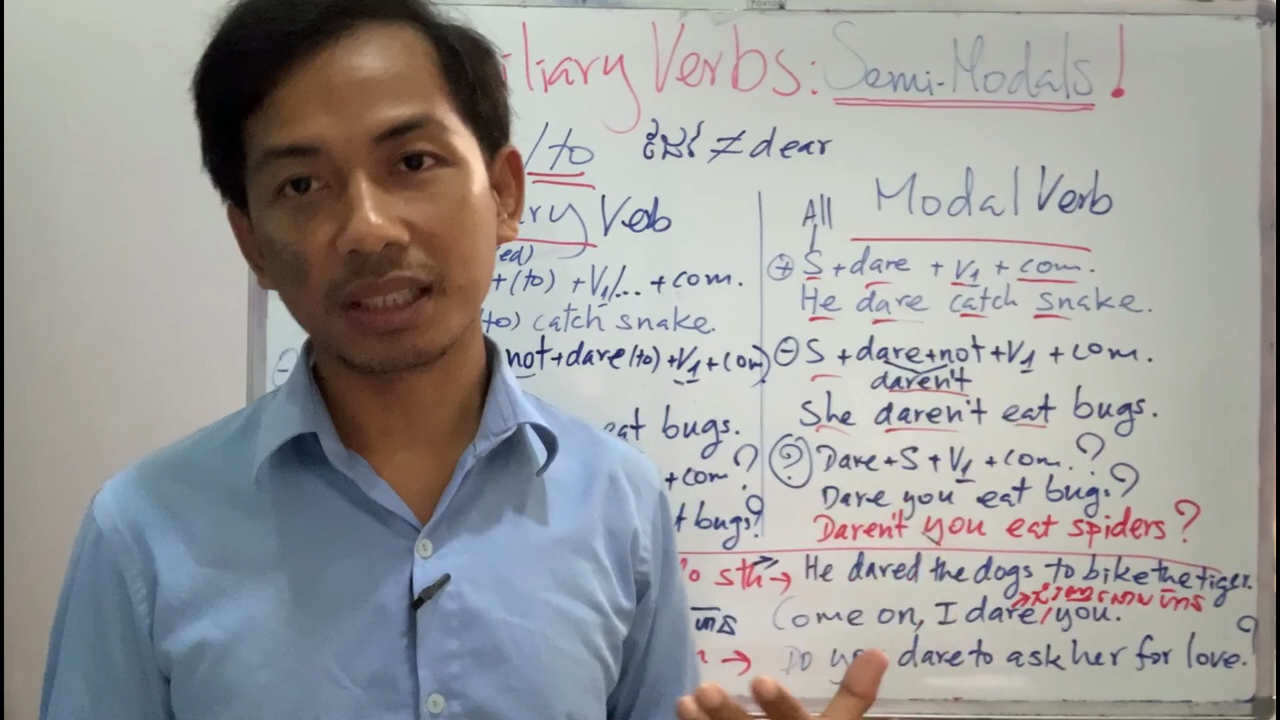 iliary Verbs: Semi-Modals!
/to ≠ dear
ry Verb
(ed)
+(to) +V1/... + com.
(to) catch snake.
⊖ not+dare(to)+V1+com)
eat bugs.
+com?
t bugs?
All Modal Verb
⊕ S + dare + V1 + com.
He dare catch snake.
⊖ S + dare+not+V1 + com.
daren't
She daren't eat bugs.
? Dare+S+V1+com.?
Dare you eat bug.?
Daren't you eat spiders?
o sth → He dared the dogs to bike the tiger.
Come on, I dare you.
→ Do you dare to ask her for love.?